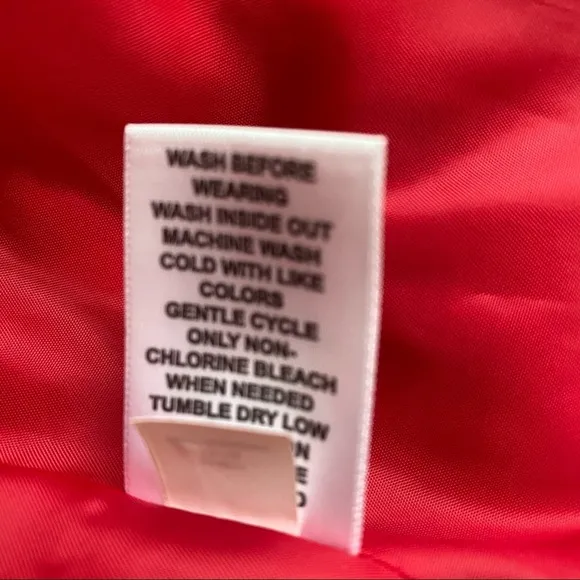 WASH BEFORE
WEARING
WASH INSIDE OUT
MACHINE WASH
COLD WITH LIKE
COLORS
GENTLE CYCLE
ONLY NON-
CHLORINE BLEACH
WHEN NEEDED
TUMBLE DRY LOW
N
E
D